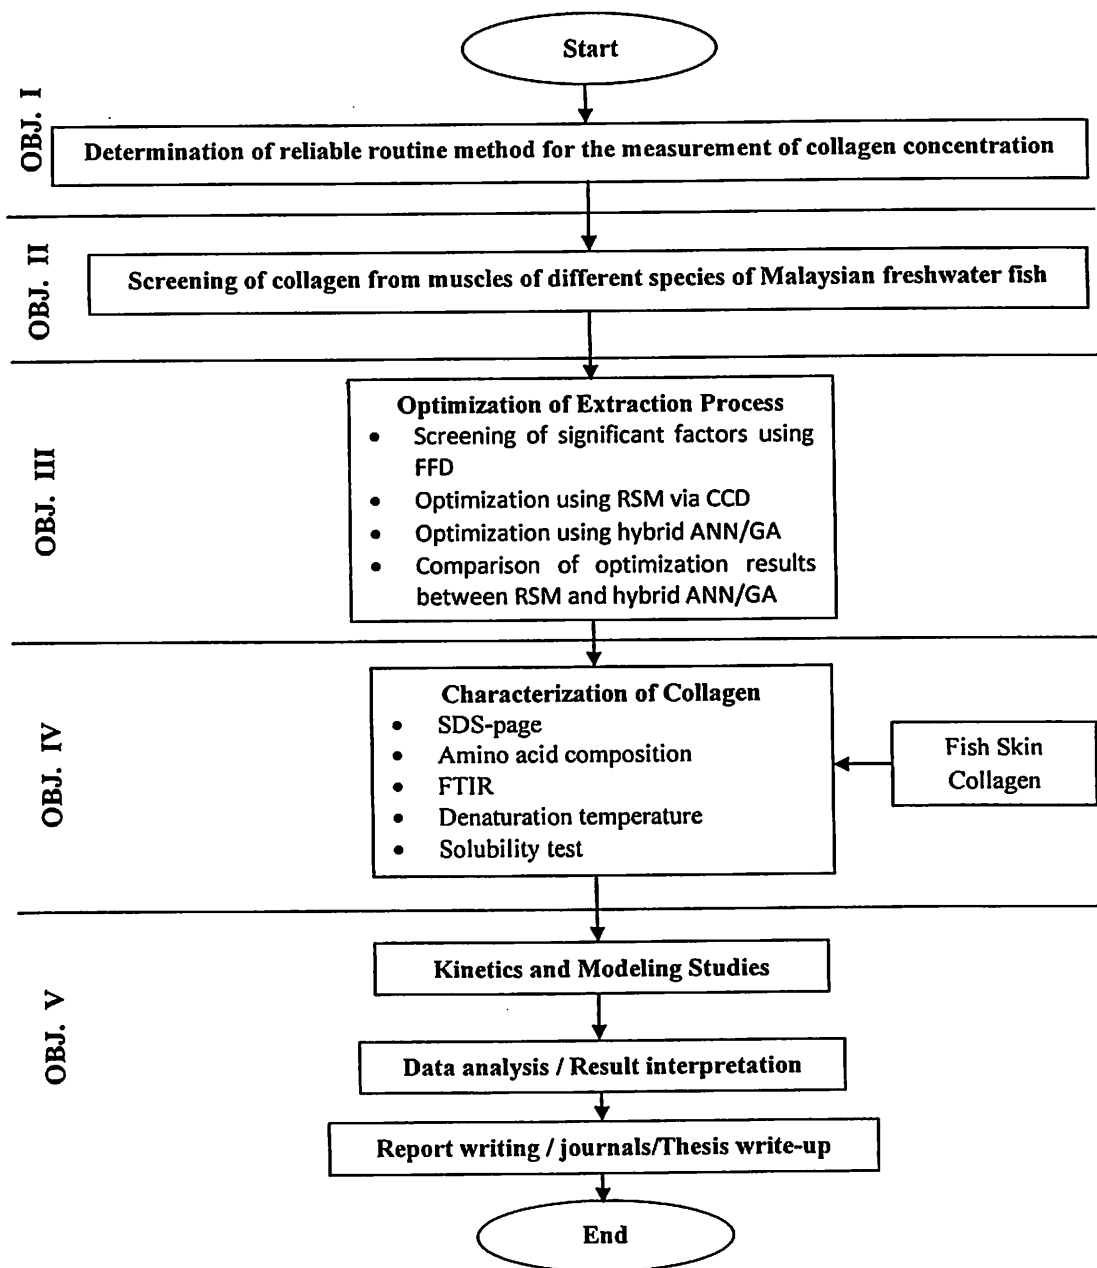 Start
OBJ. I
Determination of reliable routine method for the measurement of collagen concentration
OBJ. II
Screening of collagen from muscles of different species of Malaysian freshwater fish
OBJ. III
Optimization of Extraction Process
• Screening of significant factors using
FFD
• Optimization using RSM via CCD
• Optimization using hybrid ANN/GA
• Comparison of optimization results
between RSM and hybrid ANN/GA
OBJ. IV
Characterization of Collagen
• SDS-page
• Amino acid composition
• FTIR
• Denaturation temperature
• Solubility test
Fish Skin
Collagen
OBJ. V
Kinetics and Modeling Studies
Data analysis / Result interpretation
Report writing / journals/Thesis write-up
End